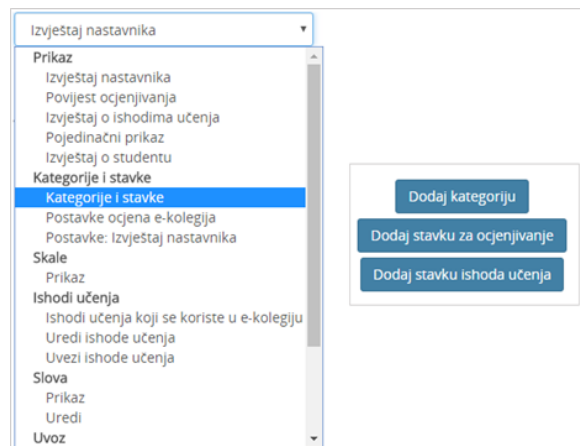 Izvještaj nastavnika
Prikaz
Izvještaj nastavnika
Povijest ocjenjivanja
Izvještaj o ishodima učenja
Pojedinačni prikaz
Izvještaj o studentu
Kategorije i stavke
Kategorije i stavke
Postavke ocjena e-kolegija
Postavke: Izvještaj nastavnika
Skale
Prikaz
Ishodi učenja
Ishodi učenja koji se koriste u e-kolegiju
Uredi ishode učenja
Uvezi ishode učenja
Slova
Prikaz
Uredi
Uvoz
Dodaj kategoriju
Dodaj stavku za ocjenjivanje
Dodaj stavku ishoda učenja